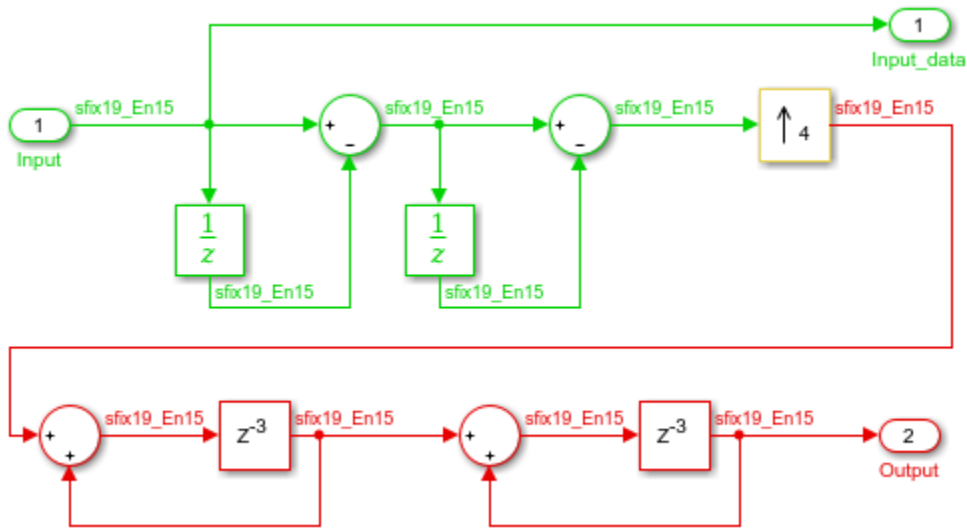 1
Input_data
sfix19_En15
sfix19_En15
sfix19_En15
sfix19_En15
1
+
-
+
-
↑ 4
Input
1
z
1
z
sfix19_En15
sfix19_En15
sfix19_En15
sfix19_En15
sfix19_En15
sfix19_En15
+
+
z-3
+
+
z-3
2
Output